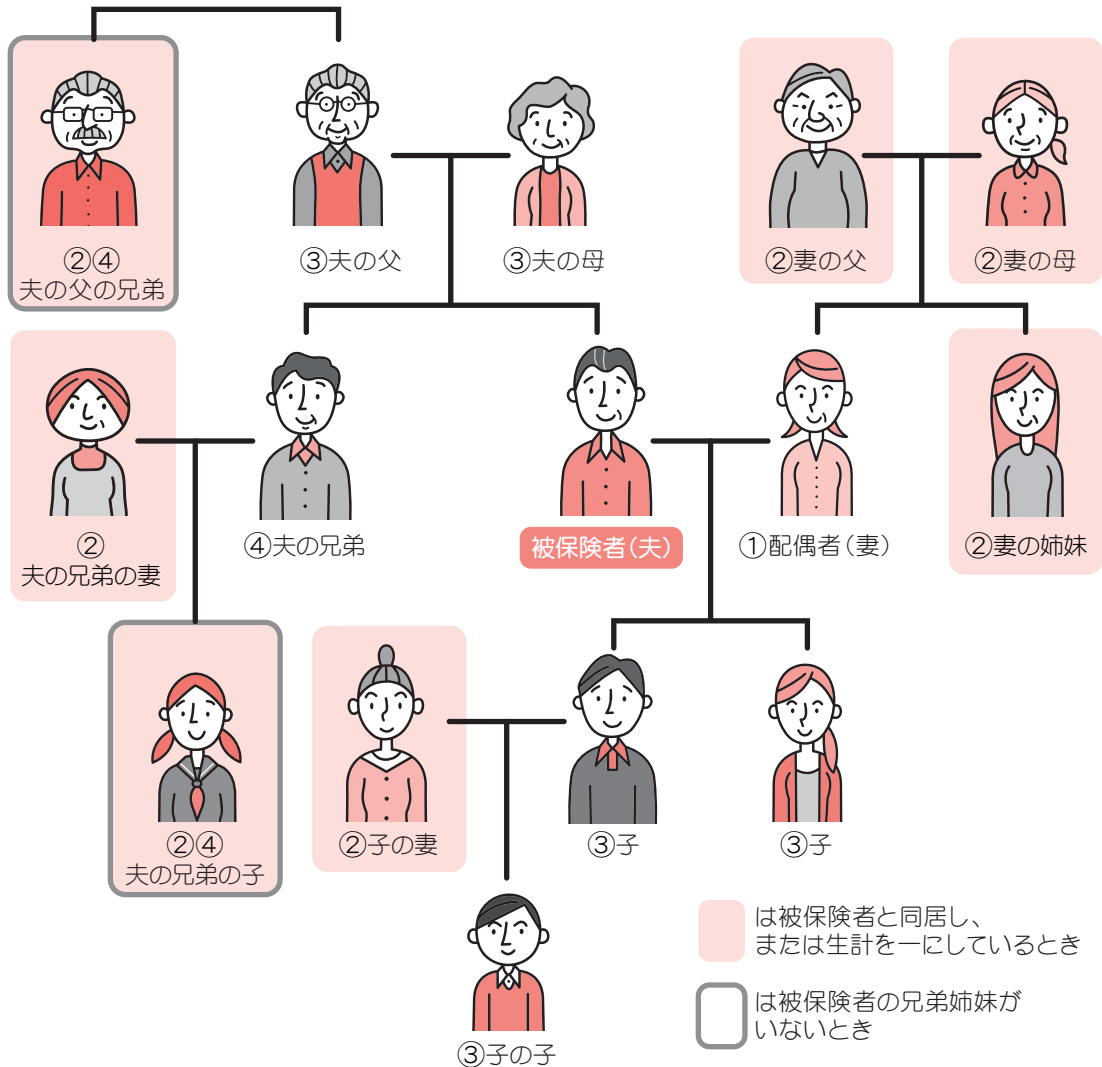 ②④
夫の父の兄弟
③夫の父
③夫の母
②妻の父
②妻の母
②
夫の兄弟の妻
④夫の兄弟
被保険者(夫)
①配偶者(妻)
②妻の姉妹
②④
夫の兄弟の子
②子の妻
③子
③子
③子の子
は被保険者と同居し、
または生計を一にしているとき
は被保険者の兄弟姉妹が
いないとき